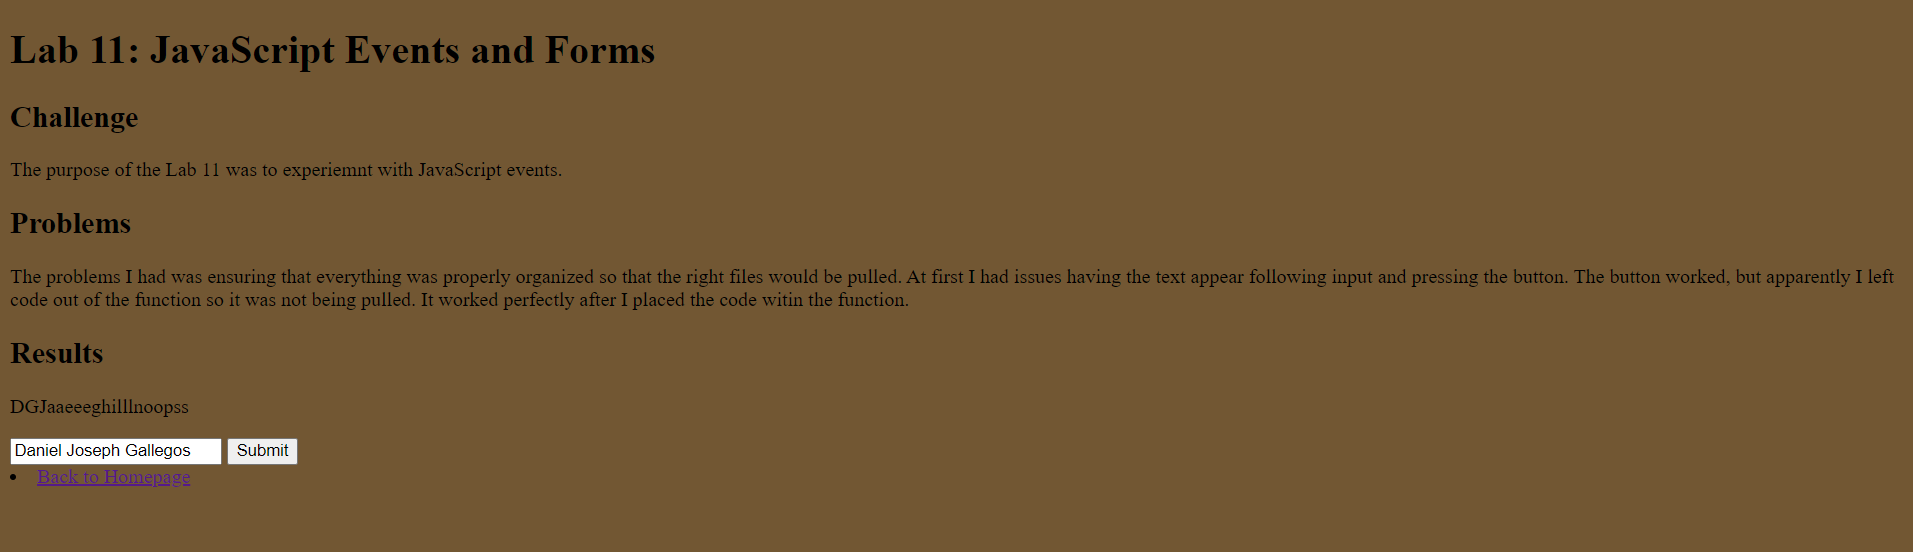 Lab 11: JavaScript Events and Forms
Challenge
The purpose of the Lab 11 was to experiemnt with JavaScript events.
Problems
The problems I had was ensuring that everything was properly organized so that the right files would be pulled. At first I had issues having the text appear following input and pressing the button. The button worked, but apparently I left
code out of the function so it was not being pulled. It worked perfectly after I placed the code witin the function.
Results
DGJaaeeeghilllnoopss
Daniel Joseph Gallegos Submit
• Back to Homepage